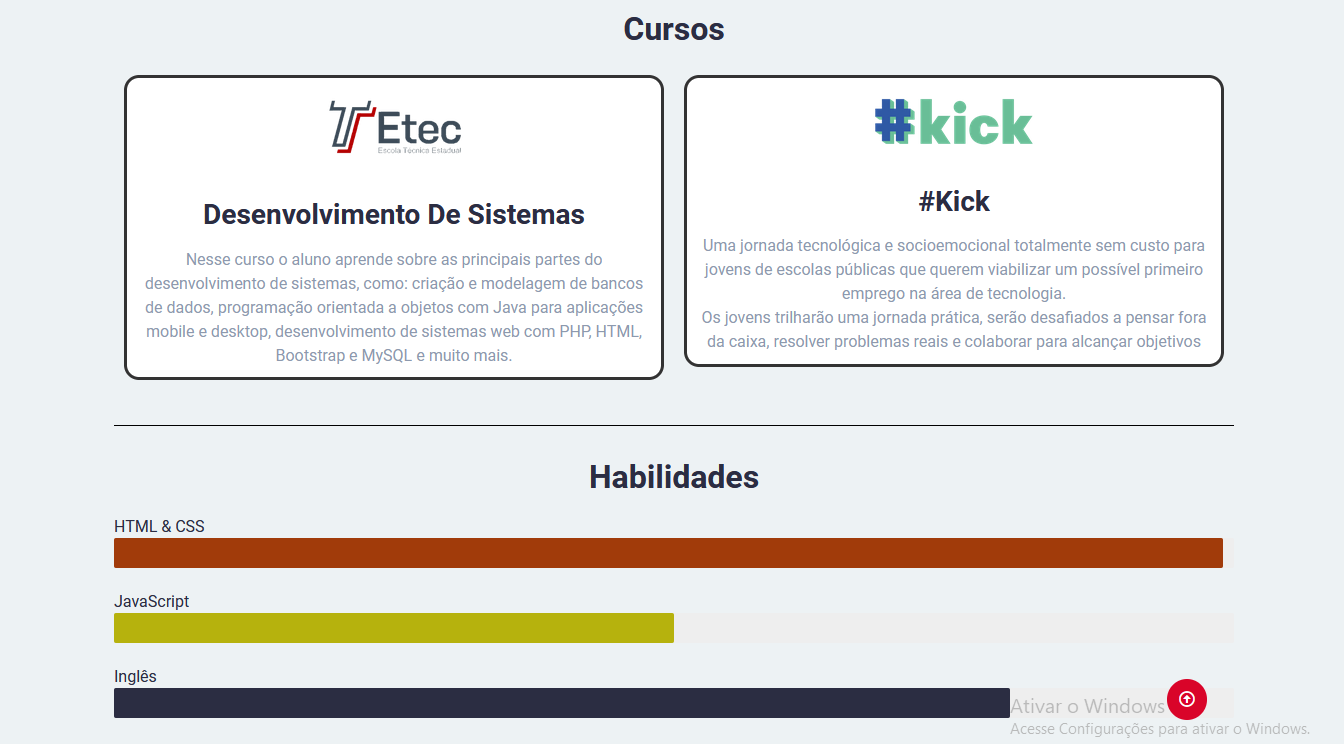 Cursos
Etec
Escola Técnica Estadual
Desenvolvimento De Sistemas
Nesse curso o aluno aprende sobre as principais partes do
desenvolvimento de sistemas, como: criação e modelagem de bancos
de dados, programação orientada a objetos com Java para aplicações
mobile e desktop, desenvolvimento de sistemas web com PHP, HTML,
Bootstrap e MySQL e muito mais.
#kick
#Kick
Uma jornada tecnológica e socioemocional totalmente sem custo para
jovens de escolas públicas que querem viabilizar um possível primeiro
emprego na área de tecnologia.
Os jovens trilharão uma jornada prática, serão desafiados a pensar fora
da caixa, resolver problemas reais e colaborar para alcançar objetivos
Habilidades
HTML & CSS
JavaScript
Inglês
Ativar o Windows
Acesse Configurações para ativar o Windows.